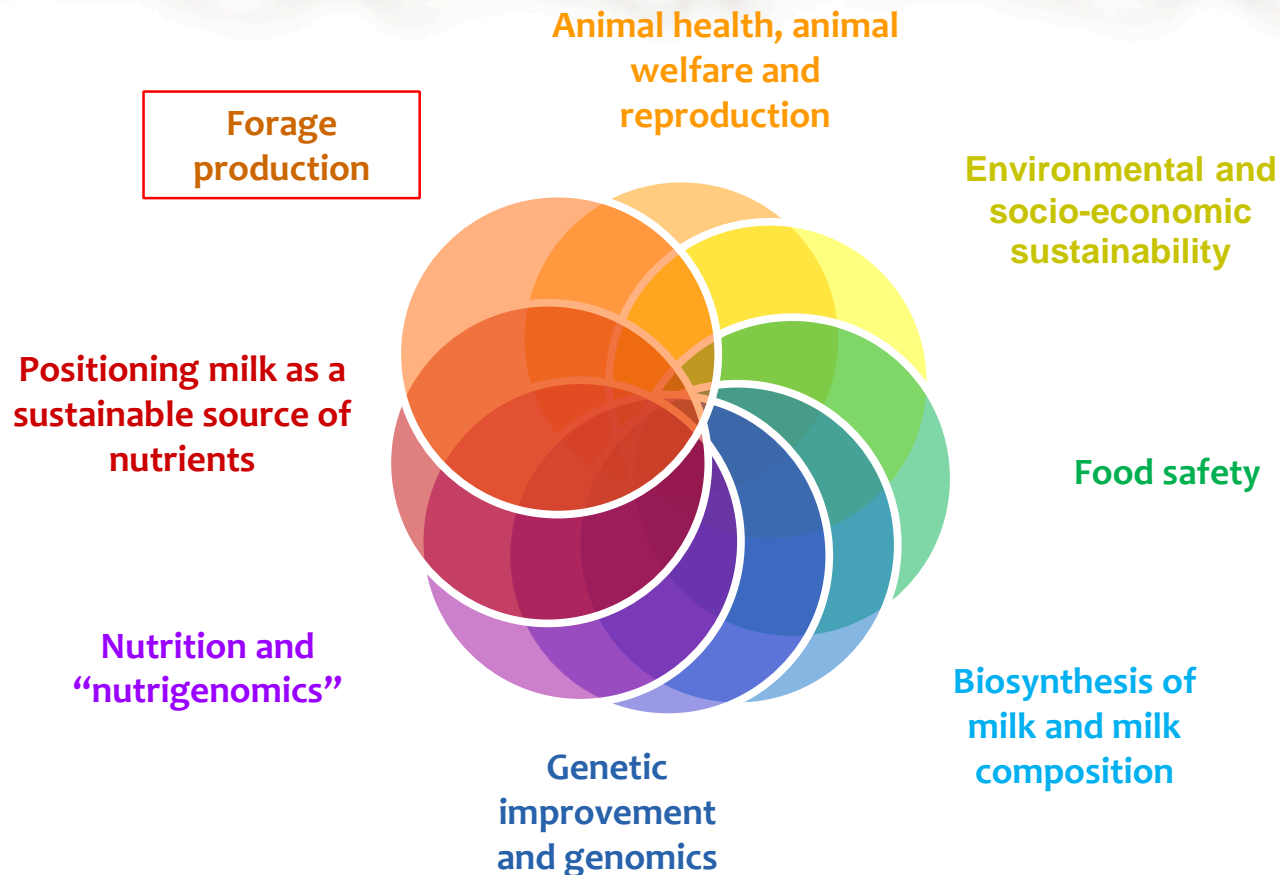 Animal health, animal
welfare and
reproduction
Forage
production
Environmental and
socio-economic
sustainability
Positioning milk as a
sustainable source of
nutrients
Food safety
Nutrition and
“nutrigenomics”
Biosynthesis of
milk and milk
composition
Genetic
improvement
and genomics